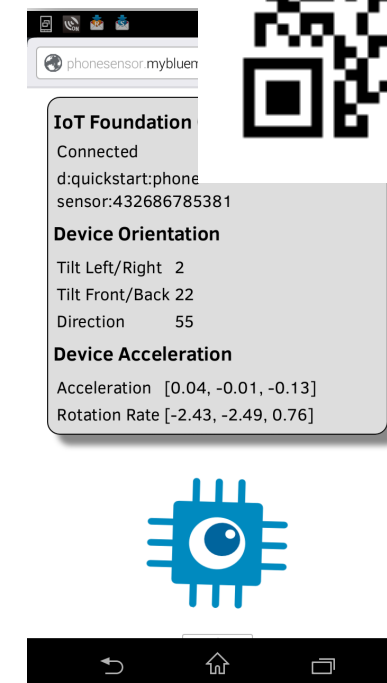 phonesensor.mybluem
IoT Foundation
Connected
d:quickstart:phone
sensor:432686785381
Device Orientation
Tilt Left/Right 2
Tilt Front/Back 22
Direction 55
Device Acceleration
Acceleration [0.04, -0.01, -0.13]
Rotation Rate [-2.43, -2.49, 0.76]